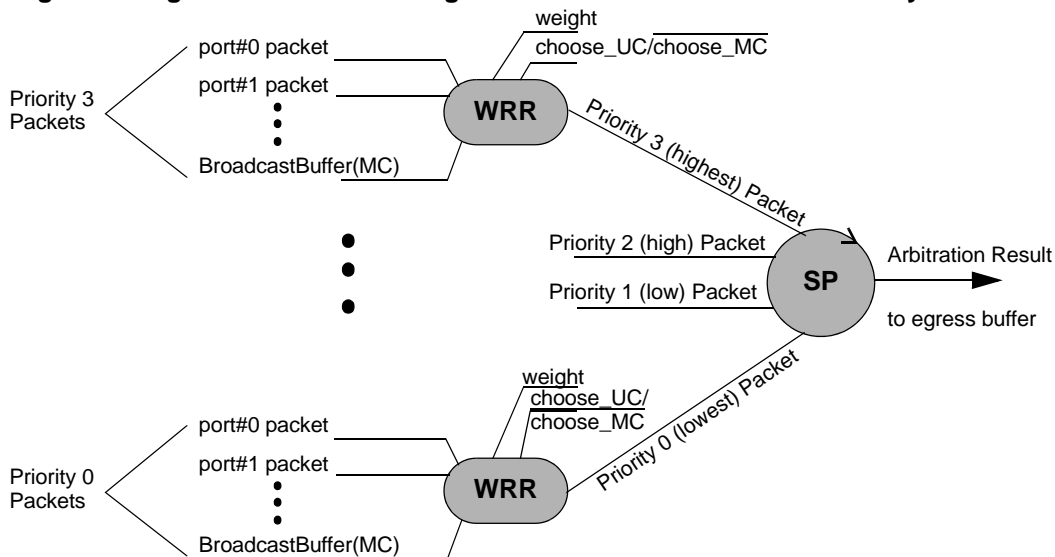 weight
choose_UC/choose_MC
port#0 packet
port#1 packet
Priority 3
Packets
WRR
BroadcastBuffer(MC)
Priority 3 (highest) Packet
Priority 2 (high) Packet
Priority 1 (low) Packet
SP
Arbitration Result
to egress buffer
Priority 0 (lowest) Packet
weight
choose_UC/
choose_MC
port#0 packet
port#1 packet
Priority 0
Packets
WRR
BroadcastBuffer(MC)